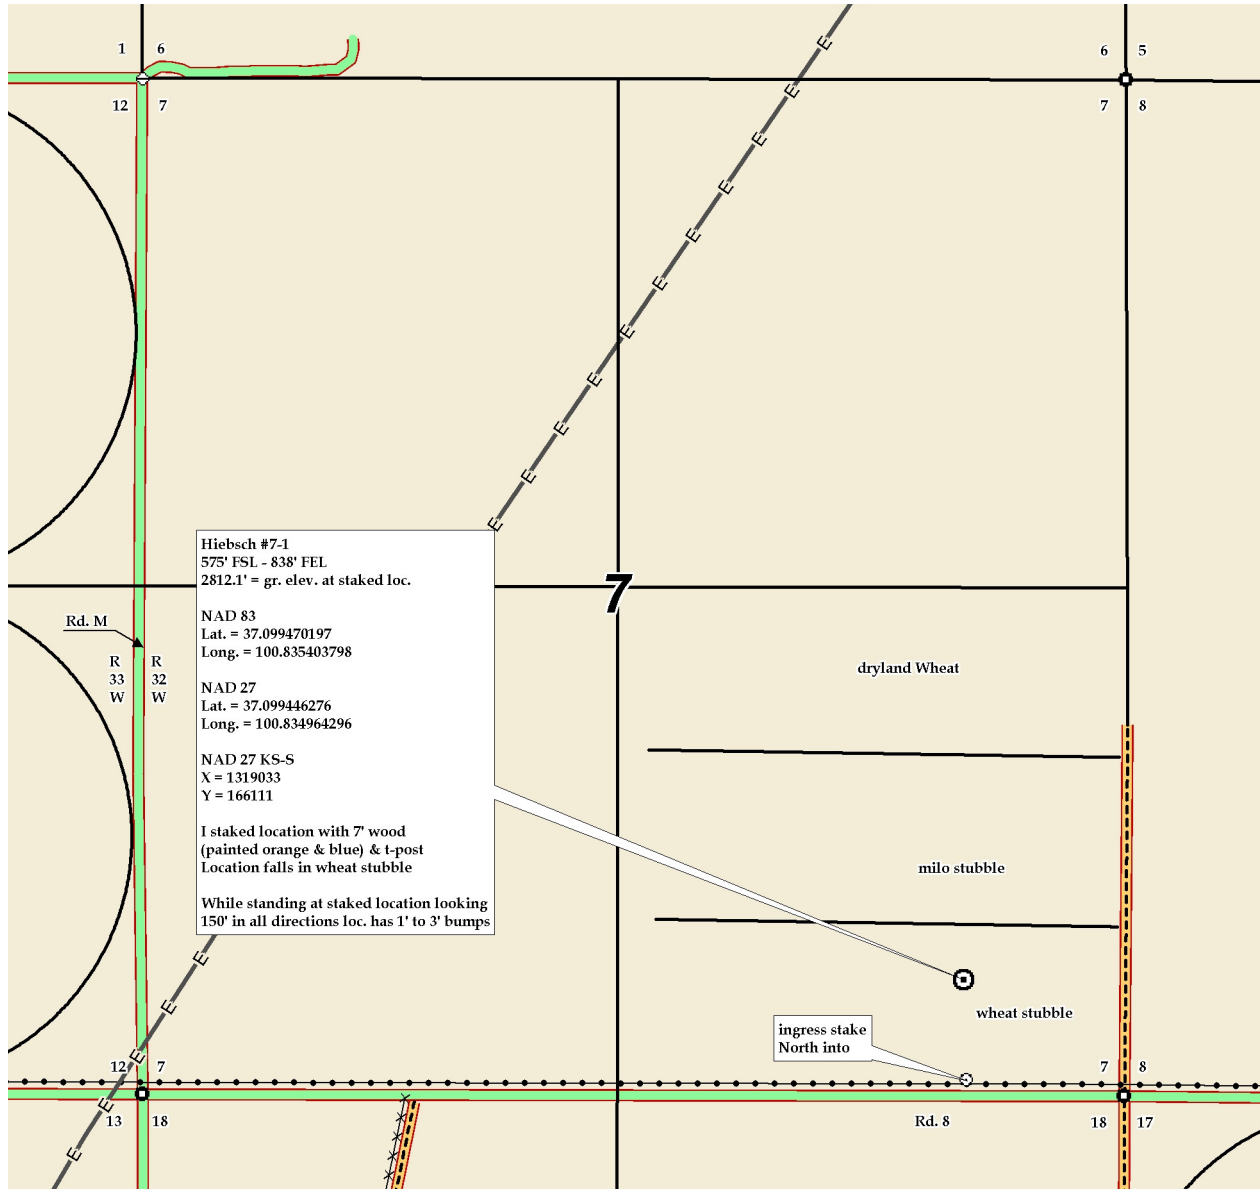 1 6
6 5
12 7
7 8
E
E
E
E
E
E
E
E
E
E
E
Hiebsch #7-1
575' FSL - 838' FEL
2812.1' = gr. elev. at staked loc.
NAD 83
Lat. = 37.099470197
Long. = 100.835403798
NAD 27
Lat. = 37.099446276
Long. = 100.834964296
NAD 27 KS-S
X = 1319033
Y = 166111
I staked location with 7' wood
(painted orange & blue) & t-post
Location falls in wheat stubble
While standing at staked location looking
150' in all directions loc. has 1' to 3' bumps
7
Rd. M
R R
33 32
W W
dryland Wheat
milo stubble
wheat stubble
ingress stake
North into
E
E
E
E
E
12 7
7 8
13 18
Rd. 8
18 17